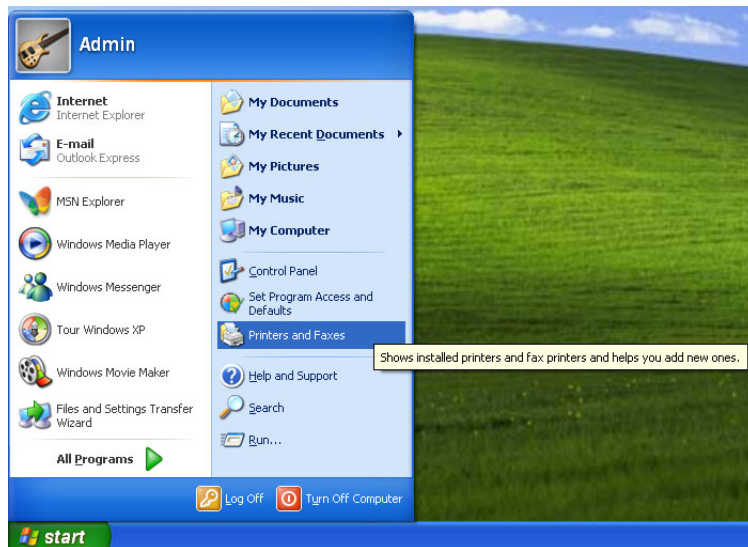 Admin
Internet
Internet Explorer
E-mail
Outlook Express
MSN Explorer
Windows Media Player
Windows Messenger
Tour Windows XP
Windows Movie Maker
Files and Settings Transfer
Wizard
All Programs
My Documents
My Recent Documents
My Pictures
My Music
My Computer
Control Panel
Set Program Access and
Defaults
Printers and Faxes
Shows installed printers and fax printers and helps you add new ones.
Help and Support
Search
Run...
Log Off
Turn Off Computer
start